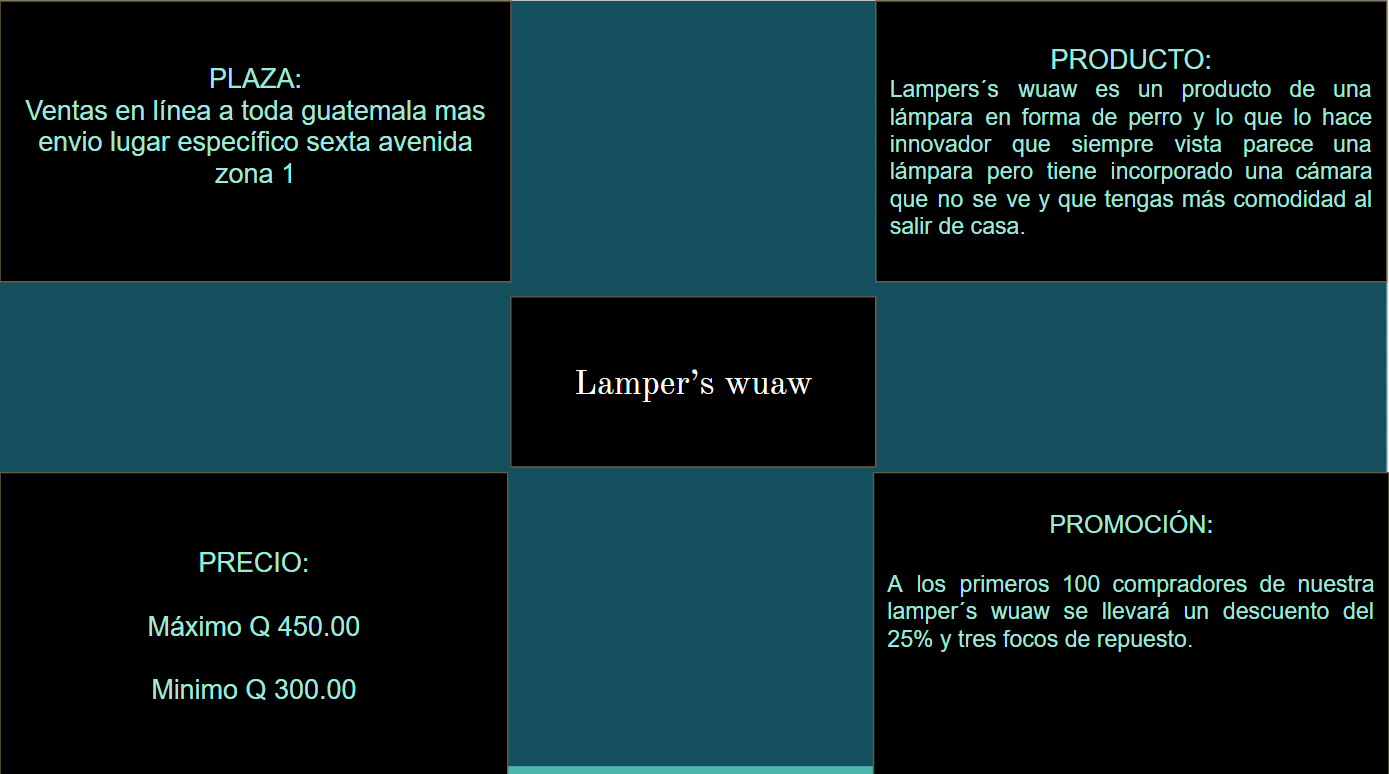 PLAZA:
Ventas en línea a toda guatemala mas
envio lugar específico sexta avenida
zona 1
PRODUCTO:
Lampers´s wuaw es un producto de una
lámpara en forma de perro y lo que lo hace
innovador que siempre vista parece una
lámpara pero tiene incorporado una cámara
que no se ve y que tengas más comodidad al
salir de casa.
Lamper’s wuaw
PRECIO:
Máximo Q 450.00
Minimo Q 300.00
PROMOCIÓN:
A los primeros 100 compradores de nuestra
lamper´s wuaw se llevará un descuento del
25% y tres focos de repuesto.